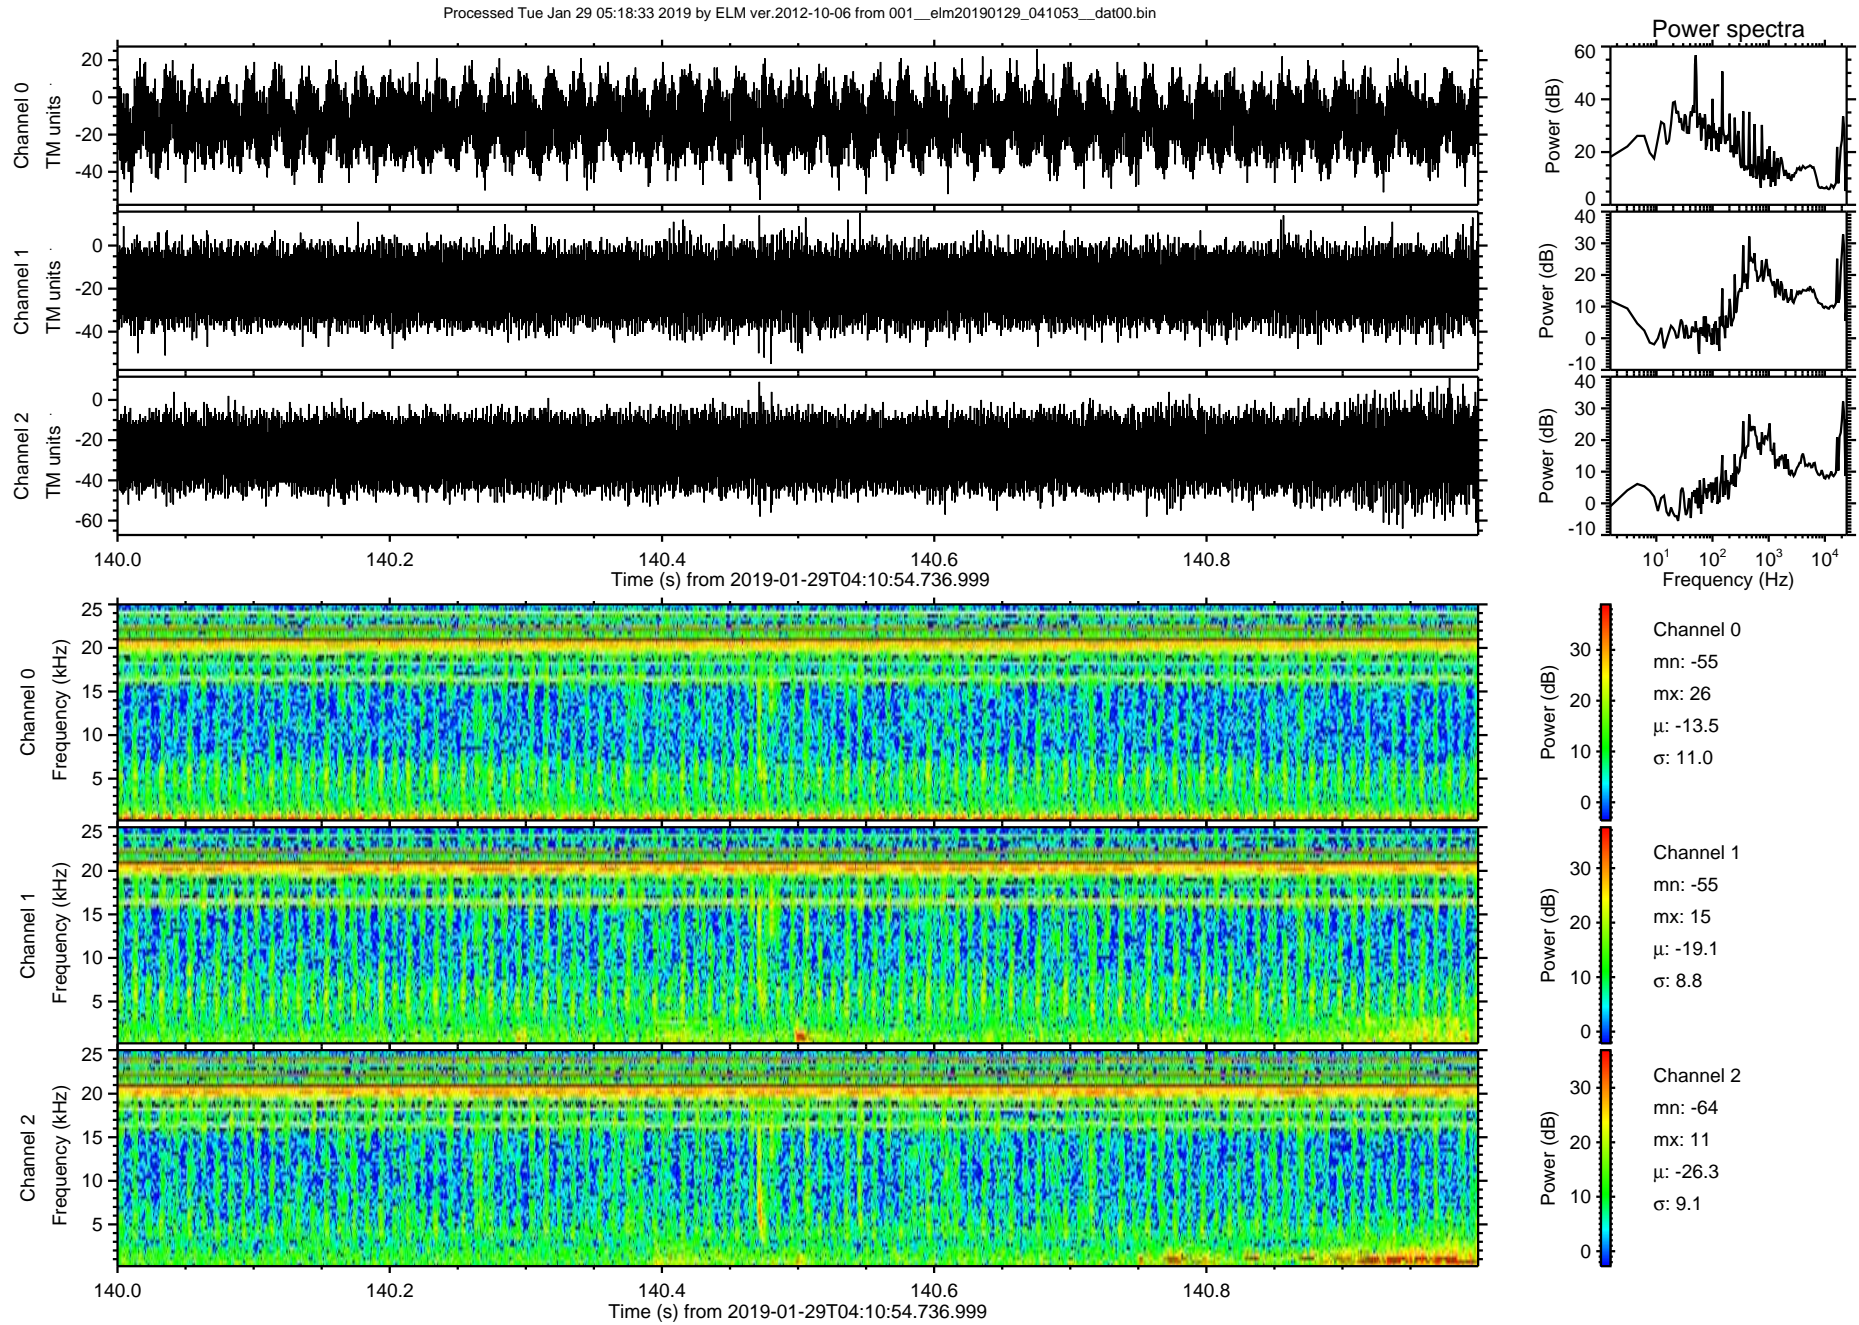 Processed Tue Jan 29 05:18:33 2019 by ELM ver.2012-10-06 from 001__elm20190129_041053__dat00.bin
Power spectra
Channel 0
TM units
20
0
-20
-40
Power (dB)
60
40
20
0
Channel 1
TM units
0
-20
-40
Power (dB)
40
30
20
10
0
-10
Channel 2
TM units
0
-20
-40
-60
Power (dB)
40
30
20
10
0
-10
140.0 140.2 140.4 140.6 140.8
Time (s) from 2019-01-29T04:10:54.736.999
10¹ 10² 10³ 10⁴
Frequency (Hz)
Channel 0
Frequency (kHz)
25
20
15
10
5
Power (dB)
30
20
10
0
Channel 0
mn: -55
mx: 26
μ: -13.5
σ: 11.0
Channel 1
Frequency (kHz)
25
20
15
10
5
Power (dB)
30
20
10
0
Channel 1
mn: -55
mx: 15
μ: -19.1
σ: 8.8
Channel 2
Frequency (kHz)
25
20
15
10
5
Power (dB)
30
20
10
0
Channel 2
mn: -64
mx: 11
μ: -26.3
σ: 9.1
140.0 140.2 140.4 140.6 140.8
Time (s) from 2019-01-29T04:10:54.736.999